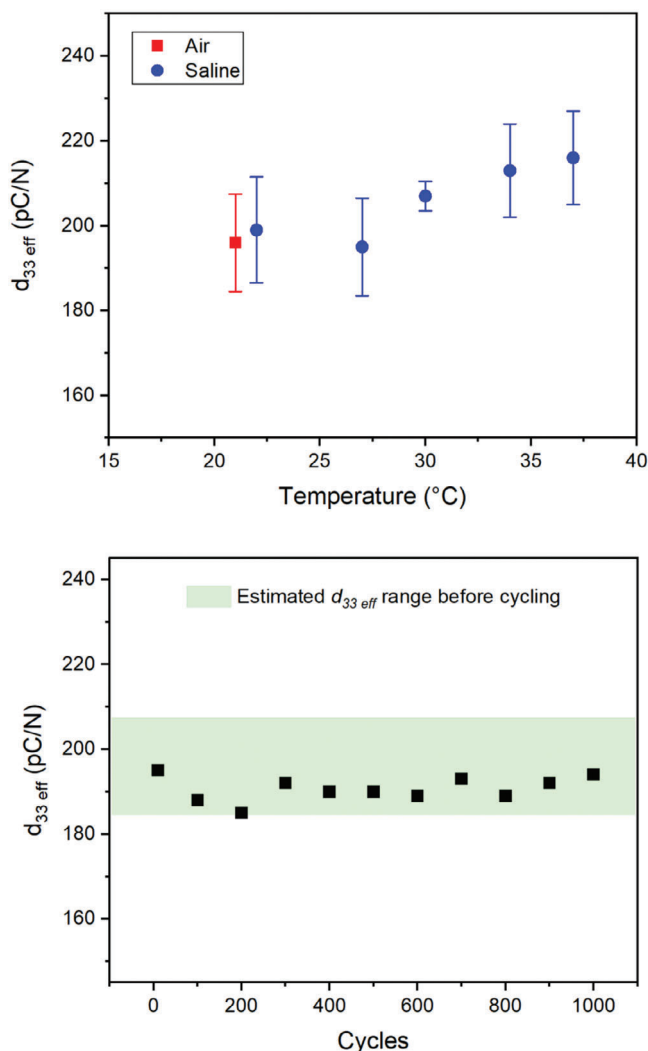 240
220
200
180
160
d33 eff (pC/N)
Air
Saline
15 20 25 30 35 40
Temperature (°C)
240
220
200
180
160
d33 eff (pC/N)
Estimated d33 eff range before cycling
0 200 400 600 800 1000
Cycles